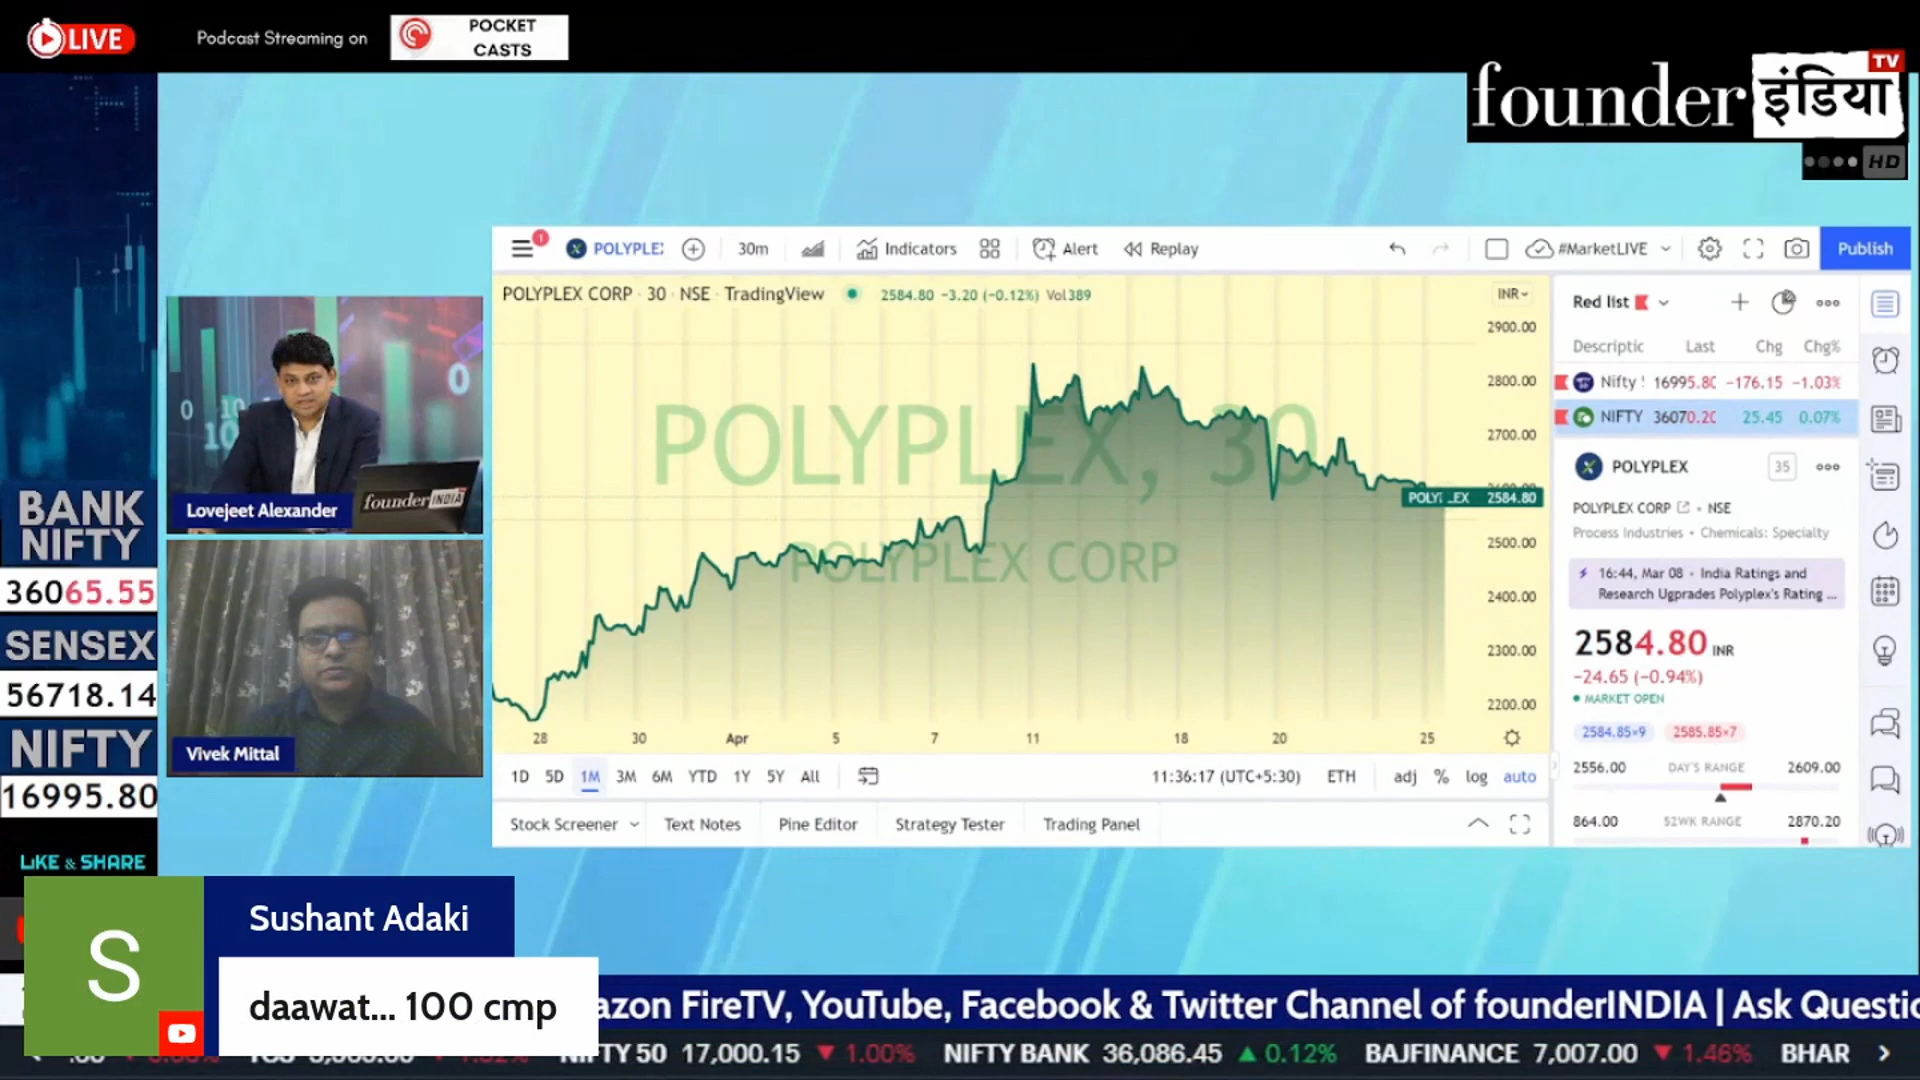 LIVE
Podcast Streaming on
POCKET
CASTS
founder इंडिया
TV
HD
1
POLYPLE
30m
Indicators
Alert
Replay
#MarketLIVE
Publish
POLYPLEX CORP · 30 · NSE · TradingView
2584.80 −3.20 (−0.12%) Vol389
INR
2900.00
2800.00
2700.00
2500.00
2400.00
2300.00
2200.00
POLYPLEX, 30
POLYPLEX CORP
2584.80
28 30 Apr 5 7 11 18 20 25
1D 5D 1M 3M 6M YTD 1Y 5Y All
11:36:17 (UTC+5:30) ETH adj % log auto
Stock Screener Text Notes Pine Editor Strategy Tester Trading Panel
Red list
Descriptic Last Chg Chg%
Nifty 16995.80 −176.15 −1.03%
NIFTY 36070.20 25.45 0.07%
POLYPLEX
35
POLYPLEX CORP • NSE
Process Industries • Chemicals: Specialty
16:44, Mar 08 • India Ratings and
Research Ugprades Polyplex's Rating ...
2584.80 INR
−24.65 (−0.94%)
MARKET OPEN
2584.85×9 2585.85×7
2556.00 DAY'S RANGE 2609.00
864.00 52WK RANGE 2870.20
founder INDIA
Lovejeet Alexander
Vivek Mittal
BANK
NIFTY
36065.55
SENSEX
56718.14
NIFTY
16995.80
LIKE & SHARE
S
Sushant Adaki
daawat... 100 cmp
azon FireTV, YouTube, Facebook & Twitter Channel of founderINDIA | Ask Questio
NIFTY 50 17,000.15 ▼ 1.00% NIFTY BANK 36,086.45 ▲ 0.12% BAJFINANCE 7,007.00 ▼ 1.46% BHAR